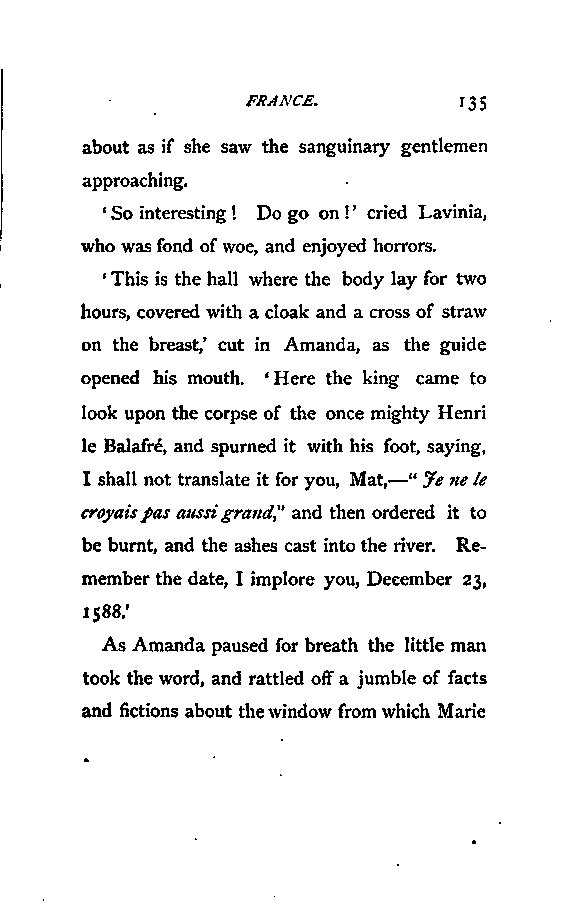 FRANCE. 135
about as if she saw the sanguinary gentlemen
approaching.
‘So interesting! Do go on!’ cried Lavinia,
who was fond of woe, and enjoyed horrors.
‘This is the hall where the body lay for two
hours, covered with a cloak and a cross of straw
on the breast,’ cut in Amanda, as the guide
opened his mouth. ‘Here the king came to
look upon the corpse of the once mighty Henri
le Balafré, and spurned it with his foot, saying,
I shall not translate it for you, Mat,—“Je ne le
croyais pas aussi grand,” and then ordered it to
be burnt, and the ashes cast into the river. Re-
member the date, I implore you, December 23,
1588.’
As Amanda paused for breath the little man
took the word, and rattled off a jumble of facts
and fictions about the window from which Marie